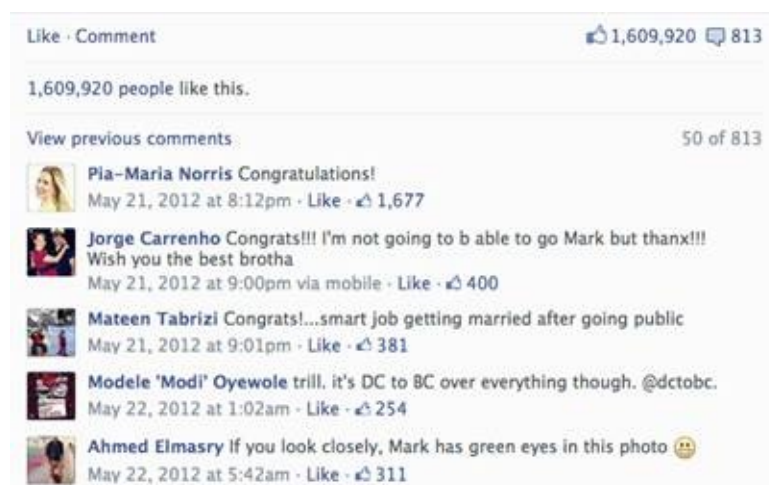 Like · Comment 1,609,920 813
1,609,920 people like this.
View previous comments 50 of 813
Pia-Maria Norris Congratulations!
May 21, 2012 at 8:12pm · Like · 1,677
Jorge Carrenho Congrats!!! I'm not going to b able to go Mark but thanx!!!
Wish you the best brotha
May 21, 2012 at 9:00pm via mobile · Like · 400
Mateen Tabrizi Congrats!...smart job getting married after going public
May 21, 2012 at 9:01pm · Like · 381
Modele 'Modi' Oyewole trill. it's DC to BC over everything though. @dctobc.
May 22, 2012 at 1:02am · Like · 254
Ahmed Elmasry If you look closely, Mark has green eyes in this photo 😀
May 22, 2012 at 5:42am · Like · 311